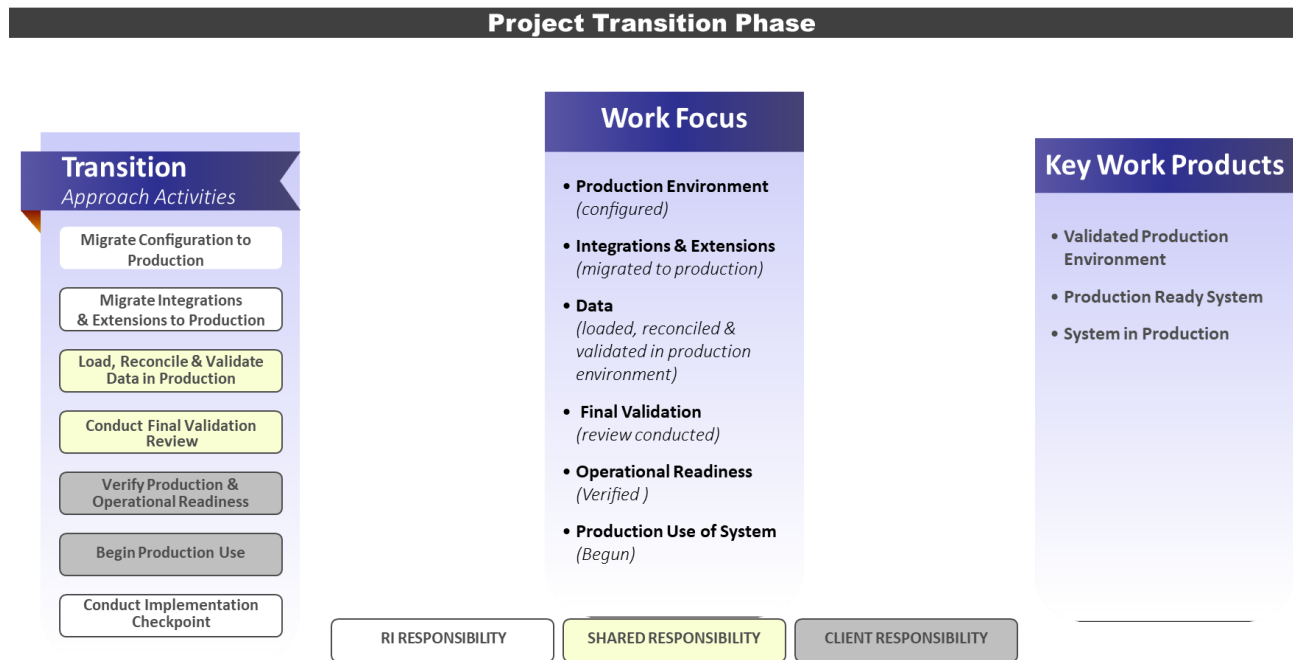 Project Transition Phase
Transition
Approach Activities
Migrate Configuration to
Production
Migrate Integrations
& Extensions to Production
Load, Reconcile & Validate
Data in Production
Conduct Final Validation
Review
Verify Production &
Operational Readiness
Begin Production Use
Conduct Implementation
Checkpoint
Work Focus
• Production Environment
(configured)
• Integrations & Extensions
(migrated to production)
• Data
(loaded, reconciled &
validated in production
environment)
• Final Validation
(review conducted)
• Operational Readiness
(Verified )
• Production Use of System
(Begun)
Key Work Products
• Validated Production
Environment
• Production Ready System
• System in Production
RI RESPONSIBILITY
SHARED RESPONSIBILITY
CLIENT RESPONSIBILITY